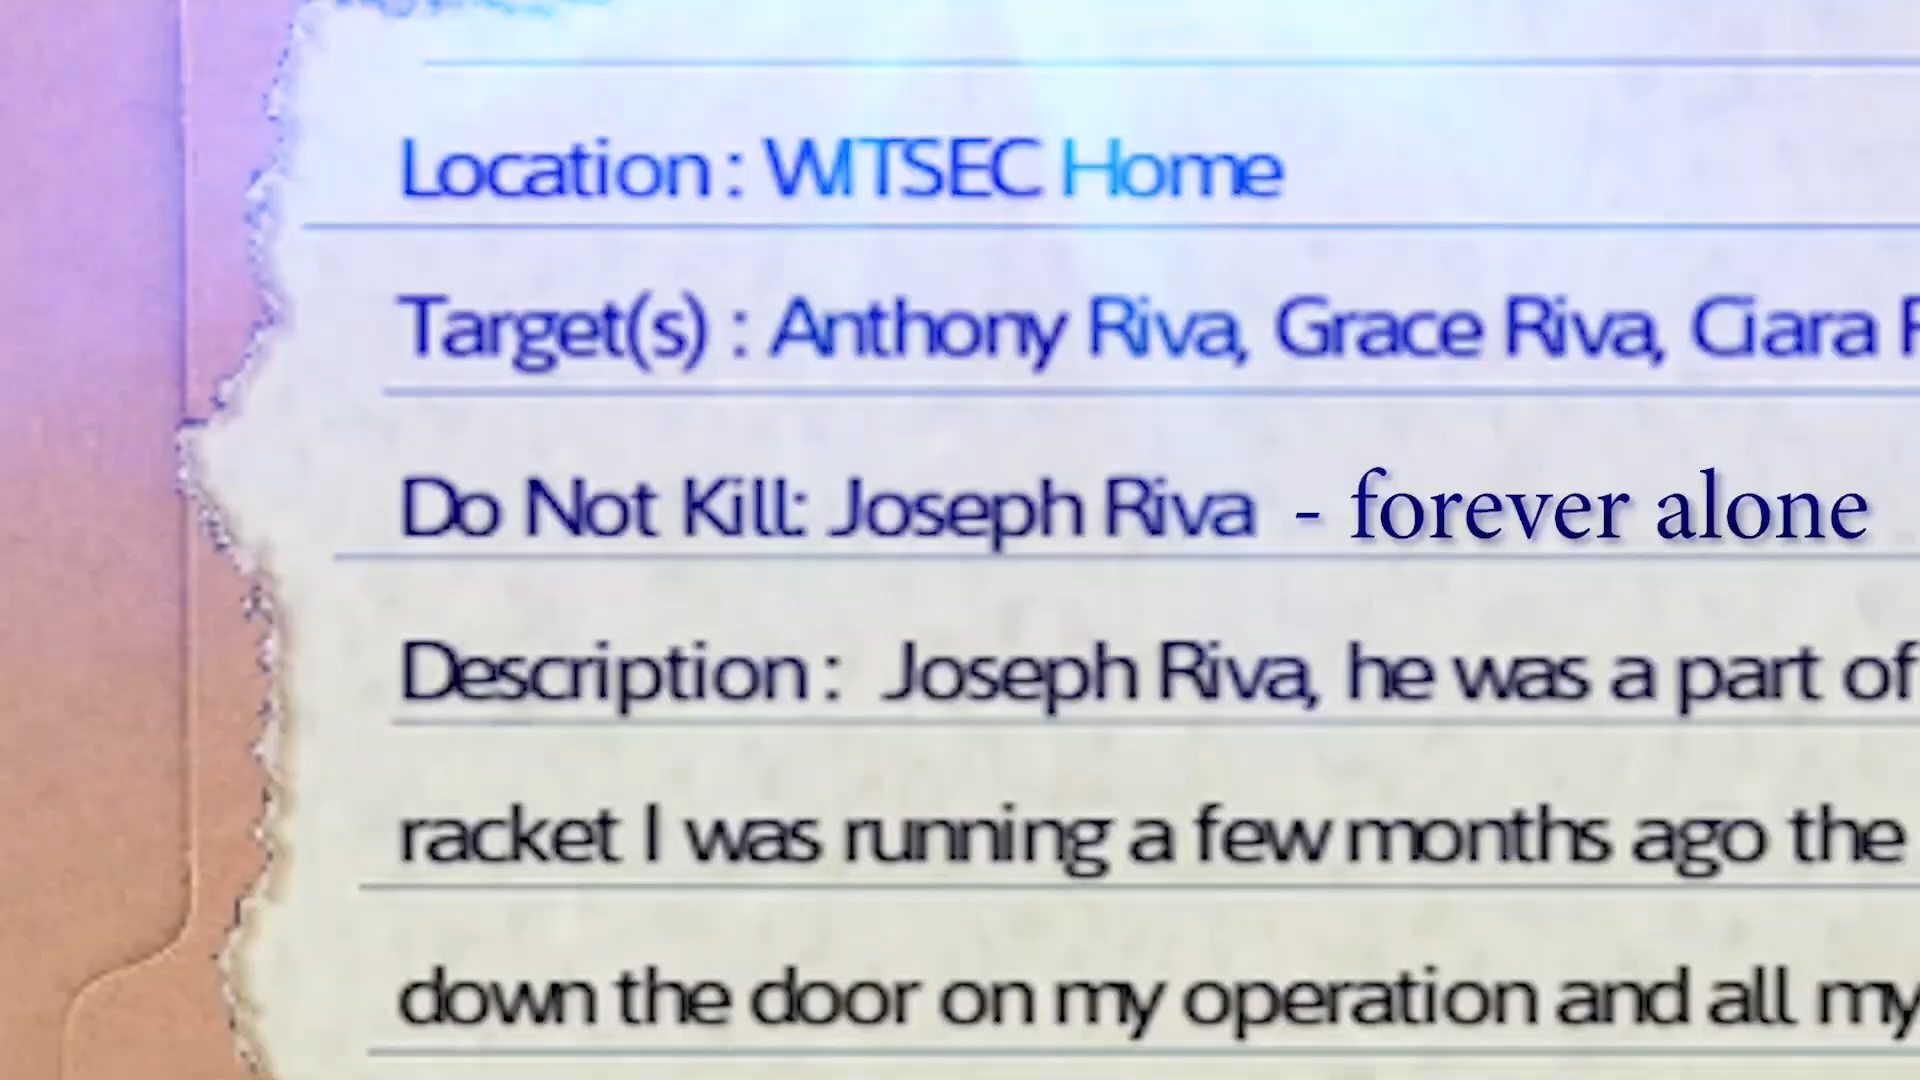 Location : WITSEC Home
Target(s) : Anthony Riva, Grace Riva, Ciara
Do Not Kill: Joseph Riva - forever alone
Description : Joseph Riva, he was a part of
racket I was running a few months ago the
down the door on my operation and all my